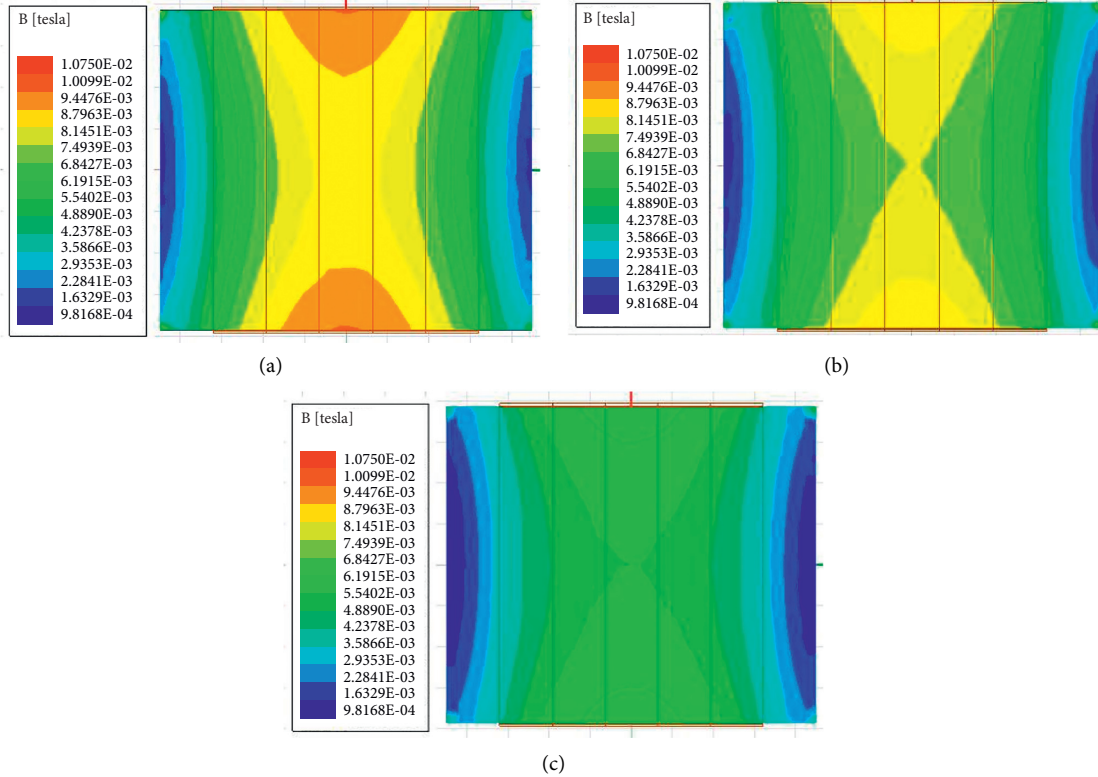 B [tesla]
1.0750E-02
1.0099E-02
9.4476E-03
8.7963E-03
8.1451E-03
7.4939E-03
6.8427E-03
6.1915E-03
5.5402E-03
4.8890E-03
4.2378E-03
3.5866E-03
2.9353E-03
2.2841E-03
1.6329E-03
9.8168E-04
(a)
B [tesla]
1.0750E-02
1.0099E-02
9.4476E-03
8.7963E-03
8.1451E-03
7.4939E-03
6.8427E-03
6.1915E-03
5.5402E-03
4.8890E-03
4.2378E-03
3.5866E-03
2.9353E-03
2.2841E-03
1.6329E-03
9.8168E-04
(b)
B [tesla]
1.0750E-02
1.0099E-02
9.4476E-03
8.7963E-03
8.1451E-03
7.4939E-03
6.8427E-03
6.1915E-03
5.5402E-03
4.8890E-03
4.2378E-03
3.5866E-03
2.9353E-03
2.2841E-03
1.6329E-03
9.8168E-04
(c)